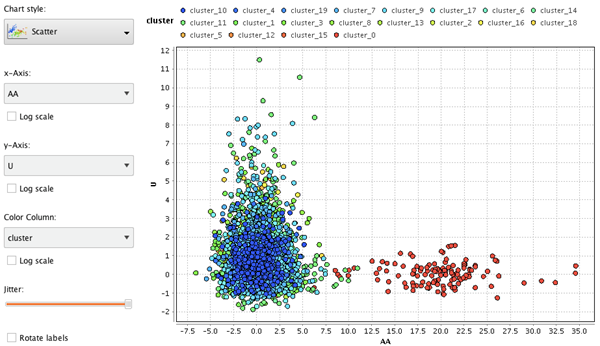 Chart style:
Scatter
x-Axis:
AA
Log scale
y-Axis:
U
Log scale
Color Column:
cluster
Log scale
Jitter:
Rotate labels
cluster
cluster_10 cluster_4 cluster_19 cluster_7 cluster_9 cluster_17 cluster_6 cluster_14
cluster_11 cluster_1 cluster_3 cluster_8 cluster_13 cluster_2 cluster_16 cluster_18
cluster_5 cluster_12 cluster_15 cluster_0
12
11
10
9
8
7
6
5
4
3
2
1
0
-1
-2
U
-7.5 -5.0 -2.5 0.0 2.5 5.0 7.5 10.0 12.5 15.0 17.5 20.0 22.5 25.0 27.5 30.0 32.5 35.0
AA